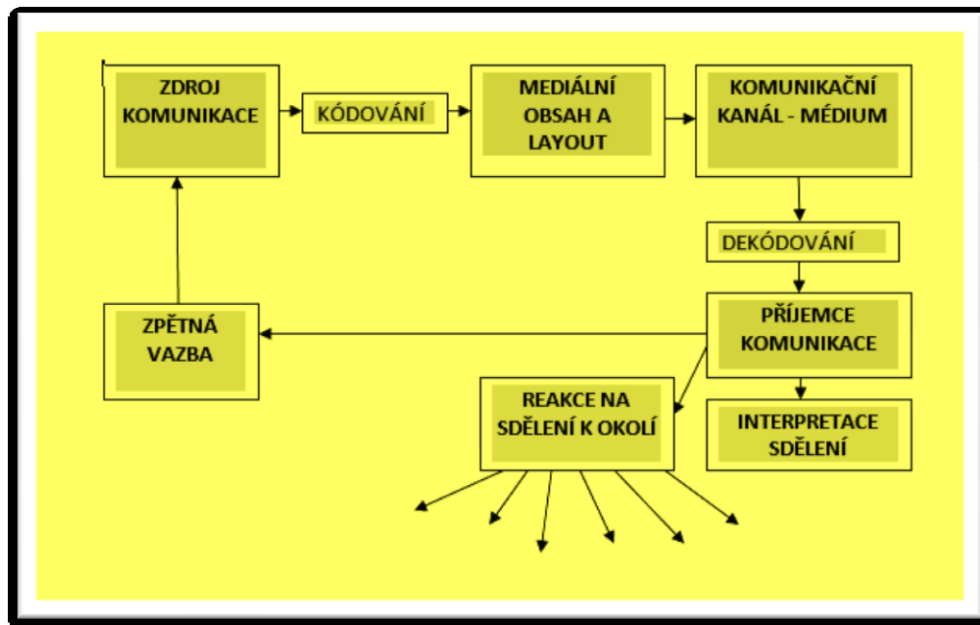 ZDROJ
KOMUNIKACE
KÓDOVÁNÍ
MEDIÁLNÍ
OBSAH A
LAYOUT
KOMUNIKAČNÍ
KANÁL - MÉDIUM
DEKÓDOVÁNÍ
PŘÍJEMCE
KOMUNIKACE
ZPĚTNÁ
VAZBA
REAKCE NA
SDĚLENÍ K OKOLÍ
INTERPRETACE
SDĚLENÍ